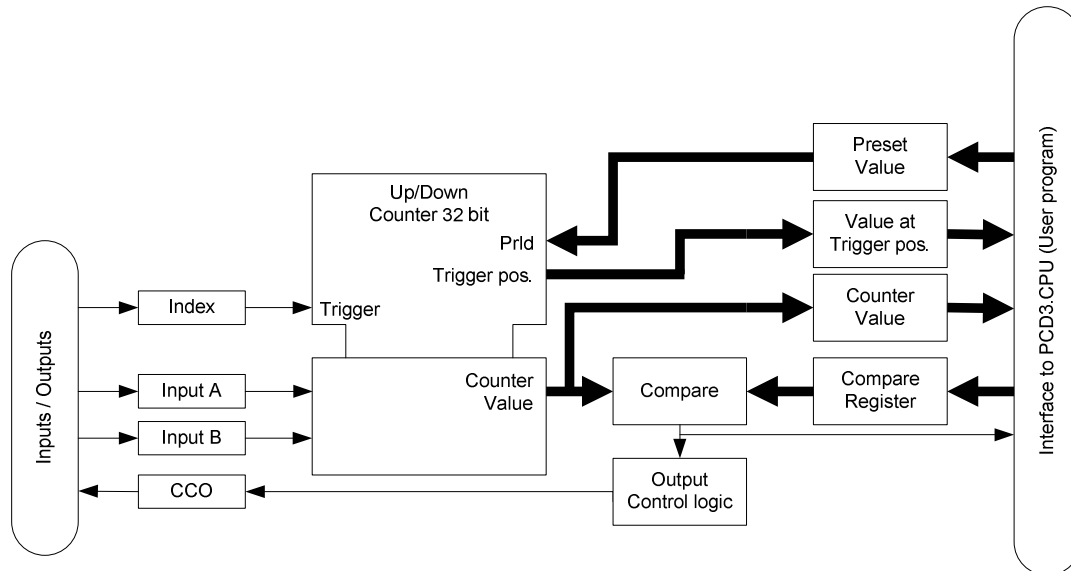 Preset
Value
Up/Down
Counter 32 bit
Prld
Value at
Trigger pos.
Trigger pos.
Index
Trigger
Counter
Value
Input A
Counter
Value
Compare
Compare
Register
Input B
CCO
Output
Control logic
Inputs / Outputs
Interface to PCD3.CPU (User program)